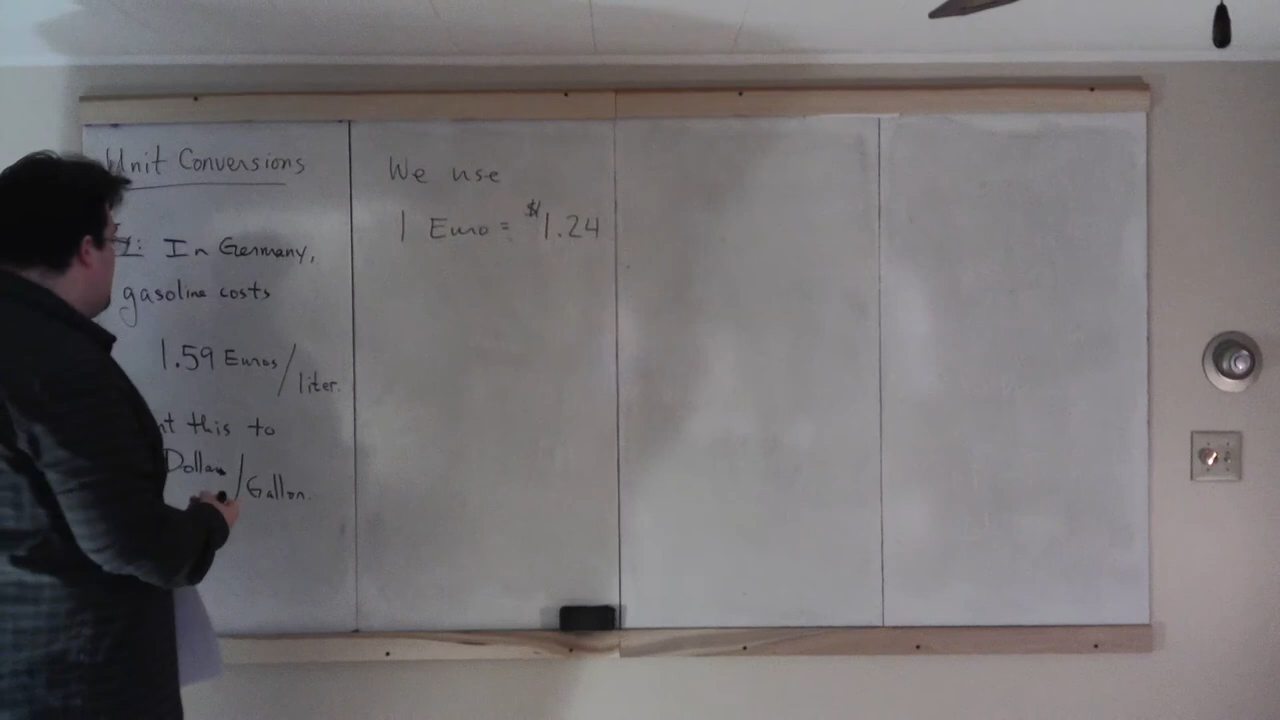 Unit Conversions
In Germany,
gasoline costs
1.59 Euros/liter.
this to
Dollars/Gallon.
We use
1 Euro = $1.24